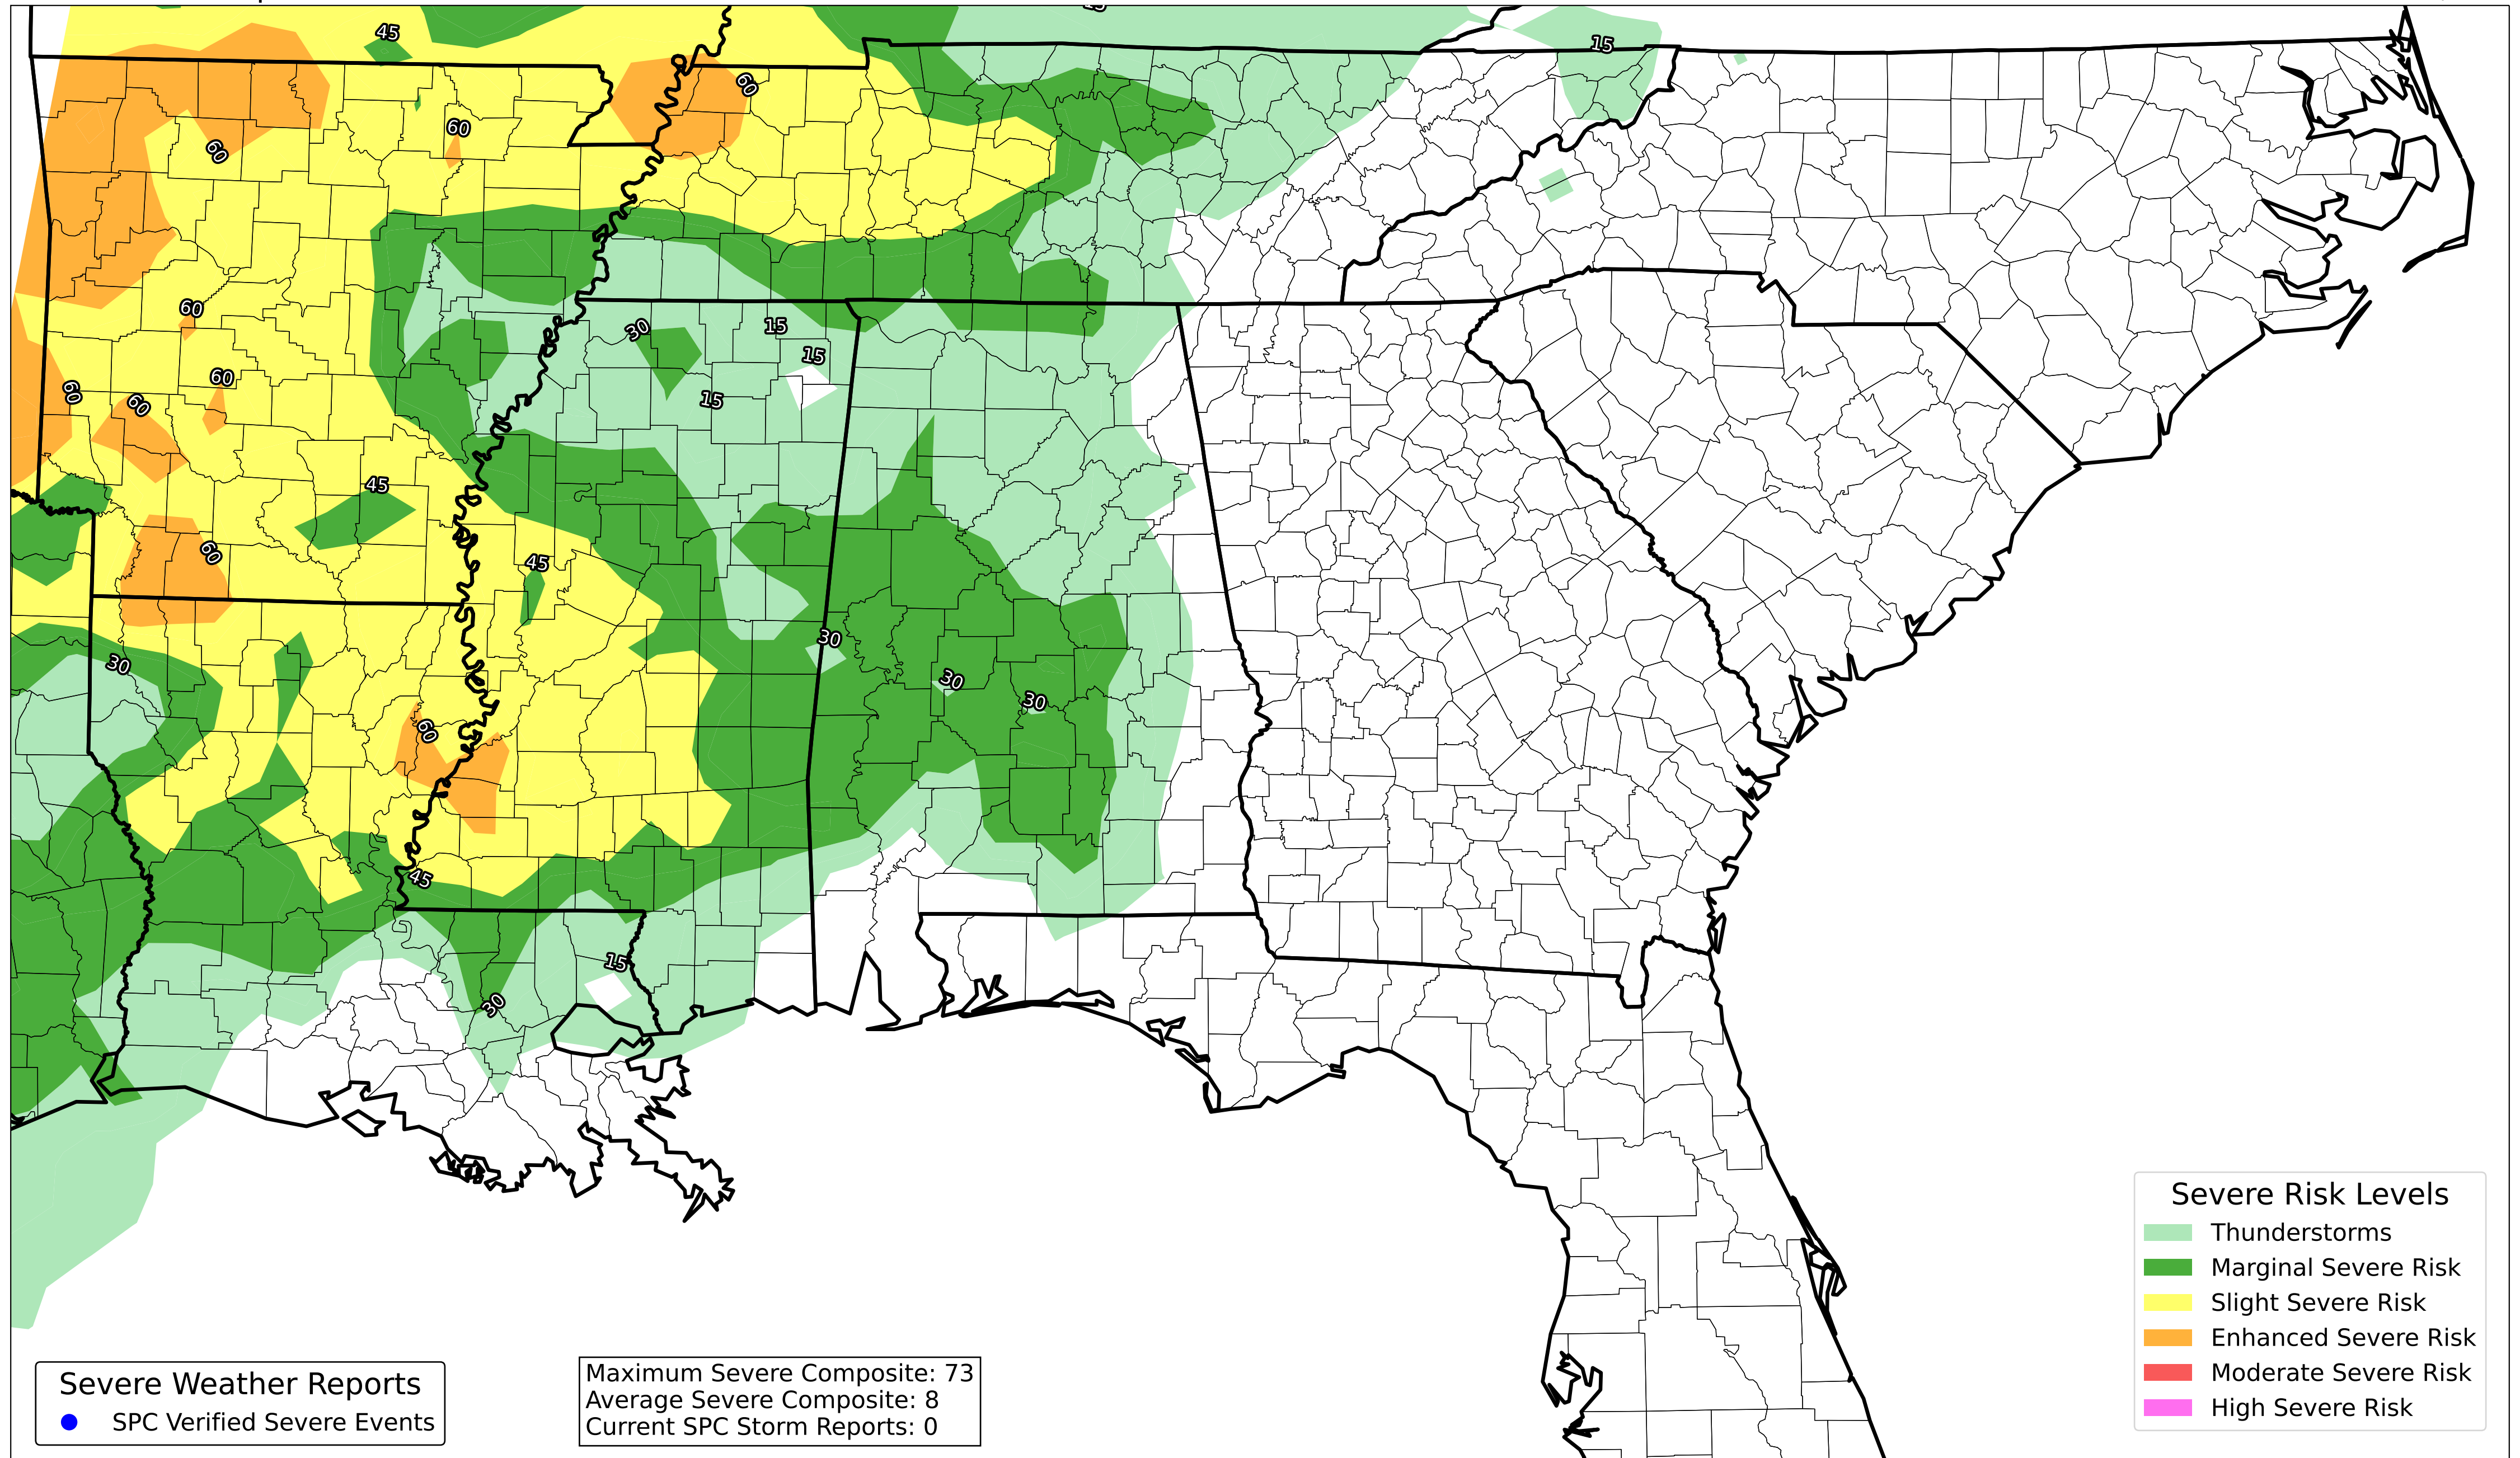 45
15
60
60
60
60
30
15
15
60
60
60
15
45
60
45
30
30
30
30
60
45
15
30
Severe Risk Levels
Thunderstorms
Marginal Severe Risk
Slight Severe Risk
Enhanced Severe Risk
Moderate Severe Risk
High Severe Risk
Severe Weather Reports
SPC Verified Severe Events
Maximum Severe Composite: 73
Average Severe Composite: 8
Current SPC Storm Reports: 0